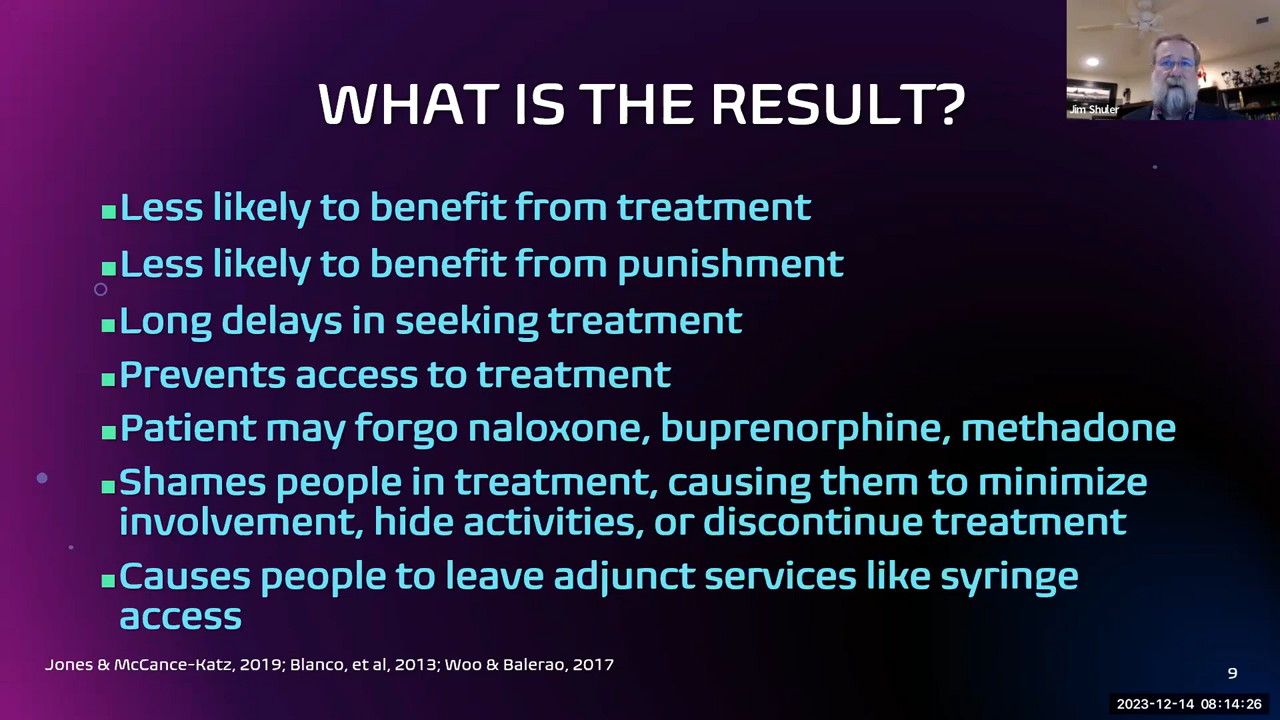 WHAT IS THE RESULT?
Jim Shuler
Less likely to benefit from treatment
Less likely to benefit from punishment
Long delays in seeking treatment
Prevents access to treatment
Patient may forgo naloxone, buprenorphine, methadone
Shames people in treatment, causing them to minimize
involvement, hide activities, or discontinue treatment
Causes people to leave adjunct services like syringe
access
Jones & McCance-Katz, 2019; Blanco, et al, 2013; Woo & Balerao, 2017
9
2023-12-14 08:14:26